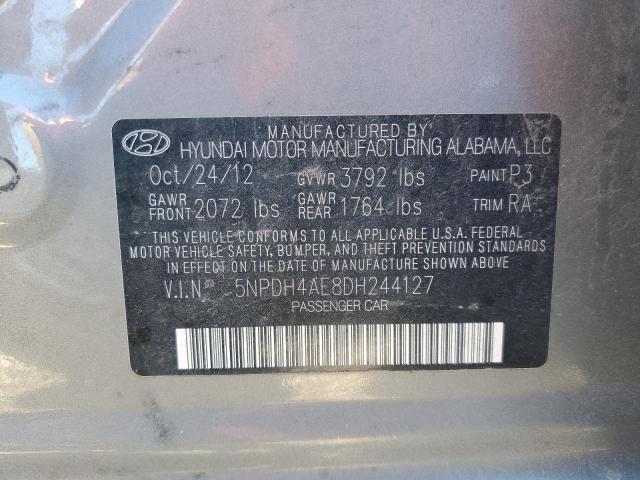 MANUFACTURED BY
HYUNDAI MOTOR MANUFACTURING ALABAMA, LLC
Oct/24/12 GVWR 3792 lbs PAINT P3
GAWR FRONT 2072 lbs GAWR REAR 1764 lbs TRIM RA
THIS VEHICLE CONFORMS TO ALL APPLICABLE U.S.A. FEDERAL
MOTOR VEHICLE SAFETY, BUMPER, AND THEFT PREVENTION STANDARDS
IN EFFECT ON THE DATE OF MANUFACTURE SHOWN ABOVE
V.I.N 5NPDH4AE8DH244127
PASSENGER CAR